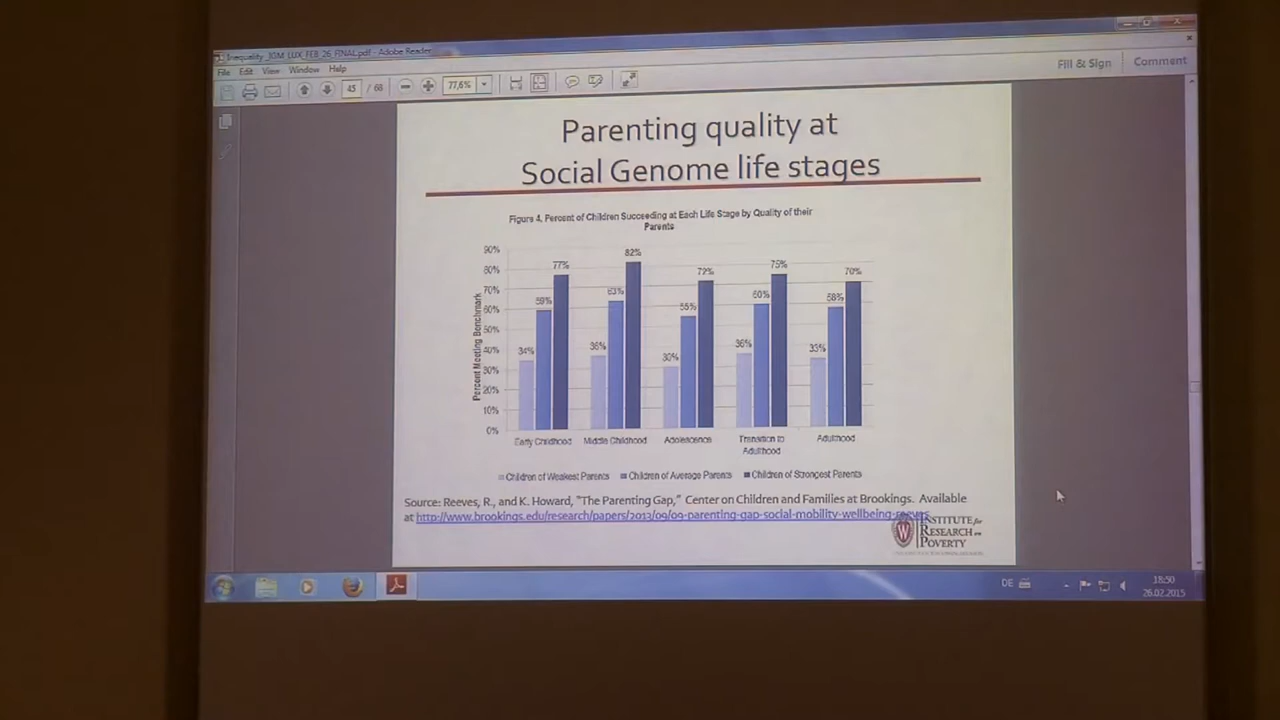 Inequality_JGM_LUX_FEB_26_FINAL.pdf - Adobe Reader
File Edit View Window Help
45 / 68
77,6%
Fill & Sign
Comment
Parenting quality at
Social Genome life stages
Figure 4, Percent of Children Succeeding at Each Life Stage by Quality of their
Parents
Percent Meeting Benchmark
90%
80%
70%
60%
50%
40%
30%
20%
10%
0%
34% 59% 77%
36% 63% 82%
30% 55% 72%
36% 60% 75%
33% 58% 70%
Early Childhood Middle Childhood Adolescence Transition to Adulthood
Adulthood
Children of Weakest Parents Children of Average Parents Children of Strongest Parents
Source: Reeves, R., and K. Howard, "The Parenting Gap," Center on Children and Families at Brookings. Available
at http://www.brookings.edu/research/papers/2013/09/09-parenting-gap-social-mobility-wellbeing-reeves.
INSTITUTE for
RESEARCH on
POVERTY
DE
18:50
26.02.2015